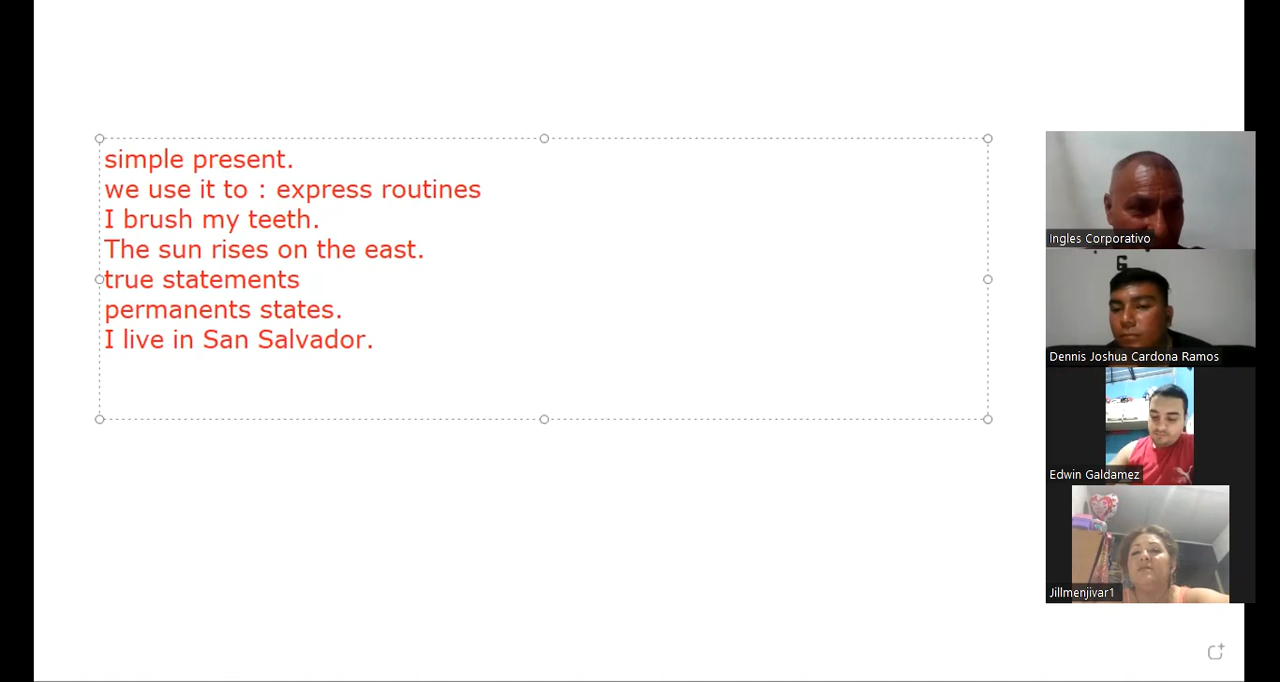 simple present.
we use it to : express routines
I brush my teeth.
The sun rises on the east.
true statements
permanents states.
I live in San Salvador.
Ingles Corporativo
G
Dennis Joshua Cardona Ramos
Edwin Galdamez
Jillmenjivar1